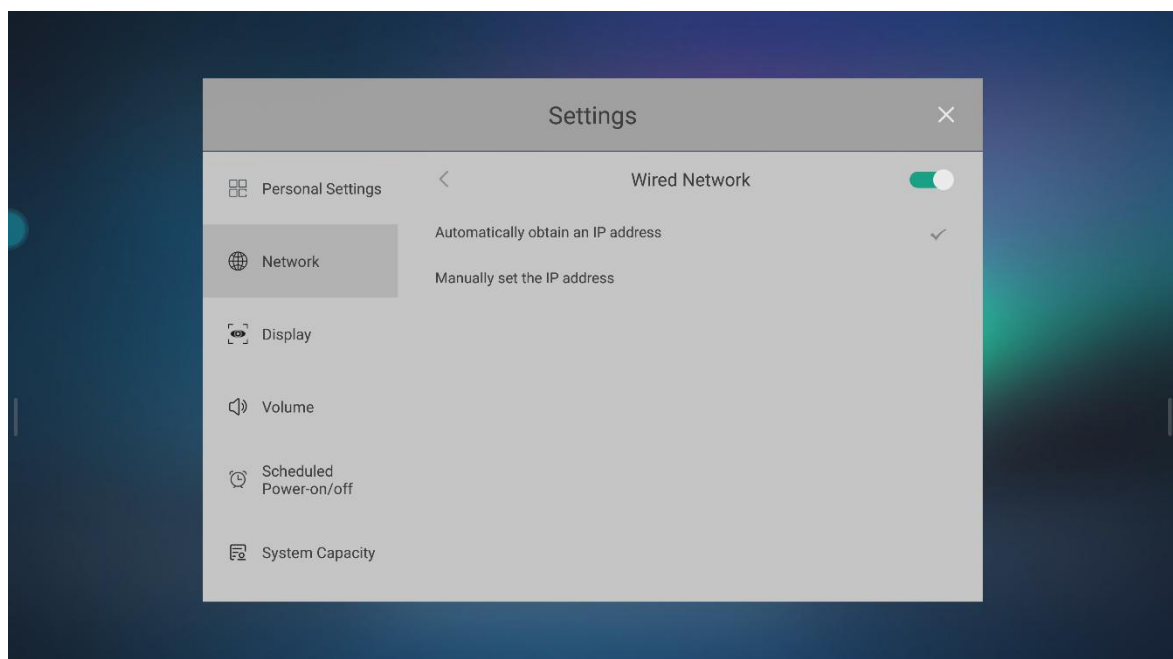 Settings
Personal Settings
Network
Display
Volume
Scheduled
Power-on/off
System Capacity
Wired Network
Automatically obtain an IP address
Manually set the IP address